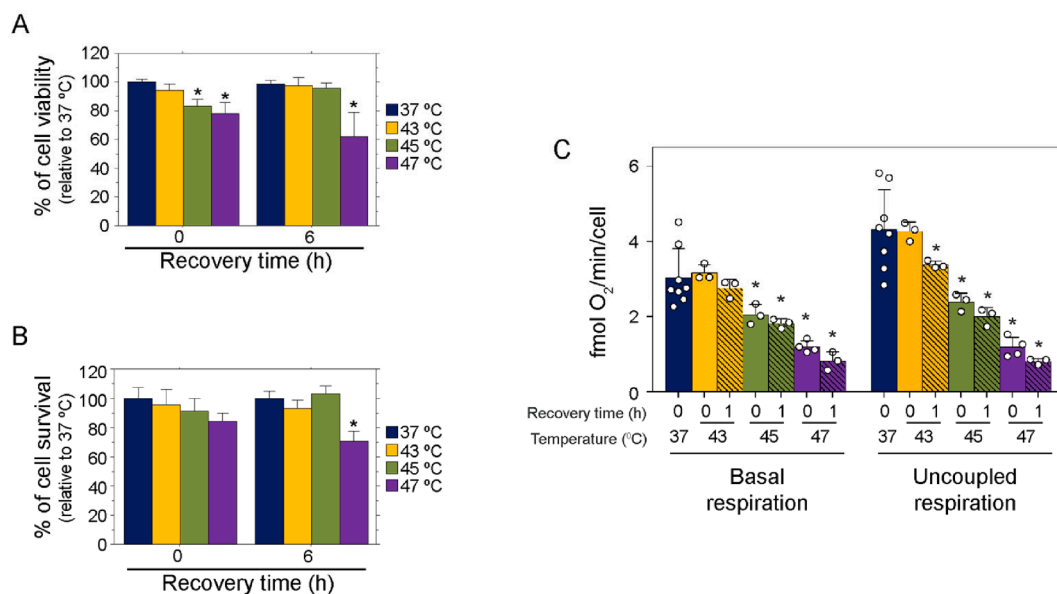 A
% of cell viability
(relative to 37 ºC)
120
100
80
60
40
20
0
*
*
*
0
6
Recovery time (h)
37 ºC
43 ºC
45 ºC
47 ºC
B
% of cell survival
(relative to 37 ºC)
120
100
80
60
40
20
0
*
0
6
Recovery time (h)
37 ºC
43 ºC
45 ºC
47 ºC
C
fmol O₂/min/cell
6
4
2
0
* * * *
* * * * *
Recovery time (h) 0 0 1 0 1 0 1 0 0 1 0 1 0 1
Temperature (⁰C) 37 43 45 47 37 43 45 47
Basal
respiration
Uncoupled
respiration